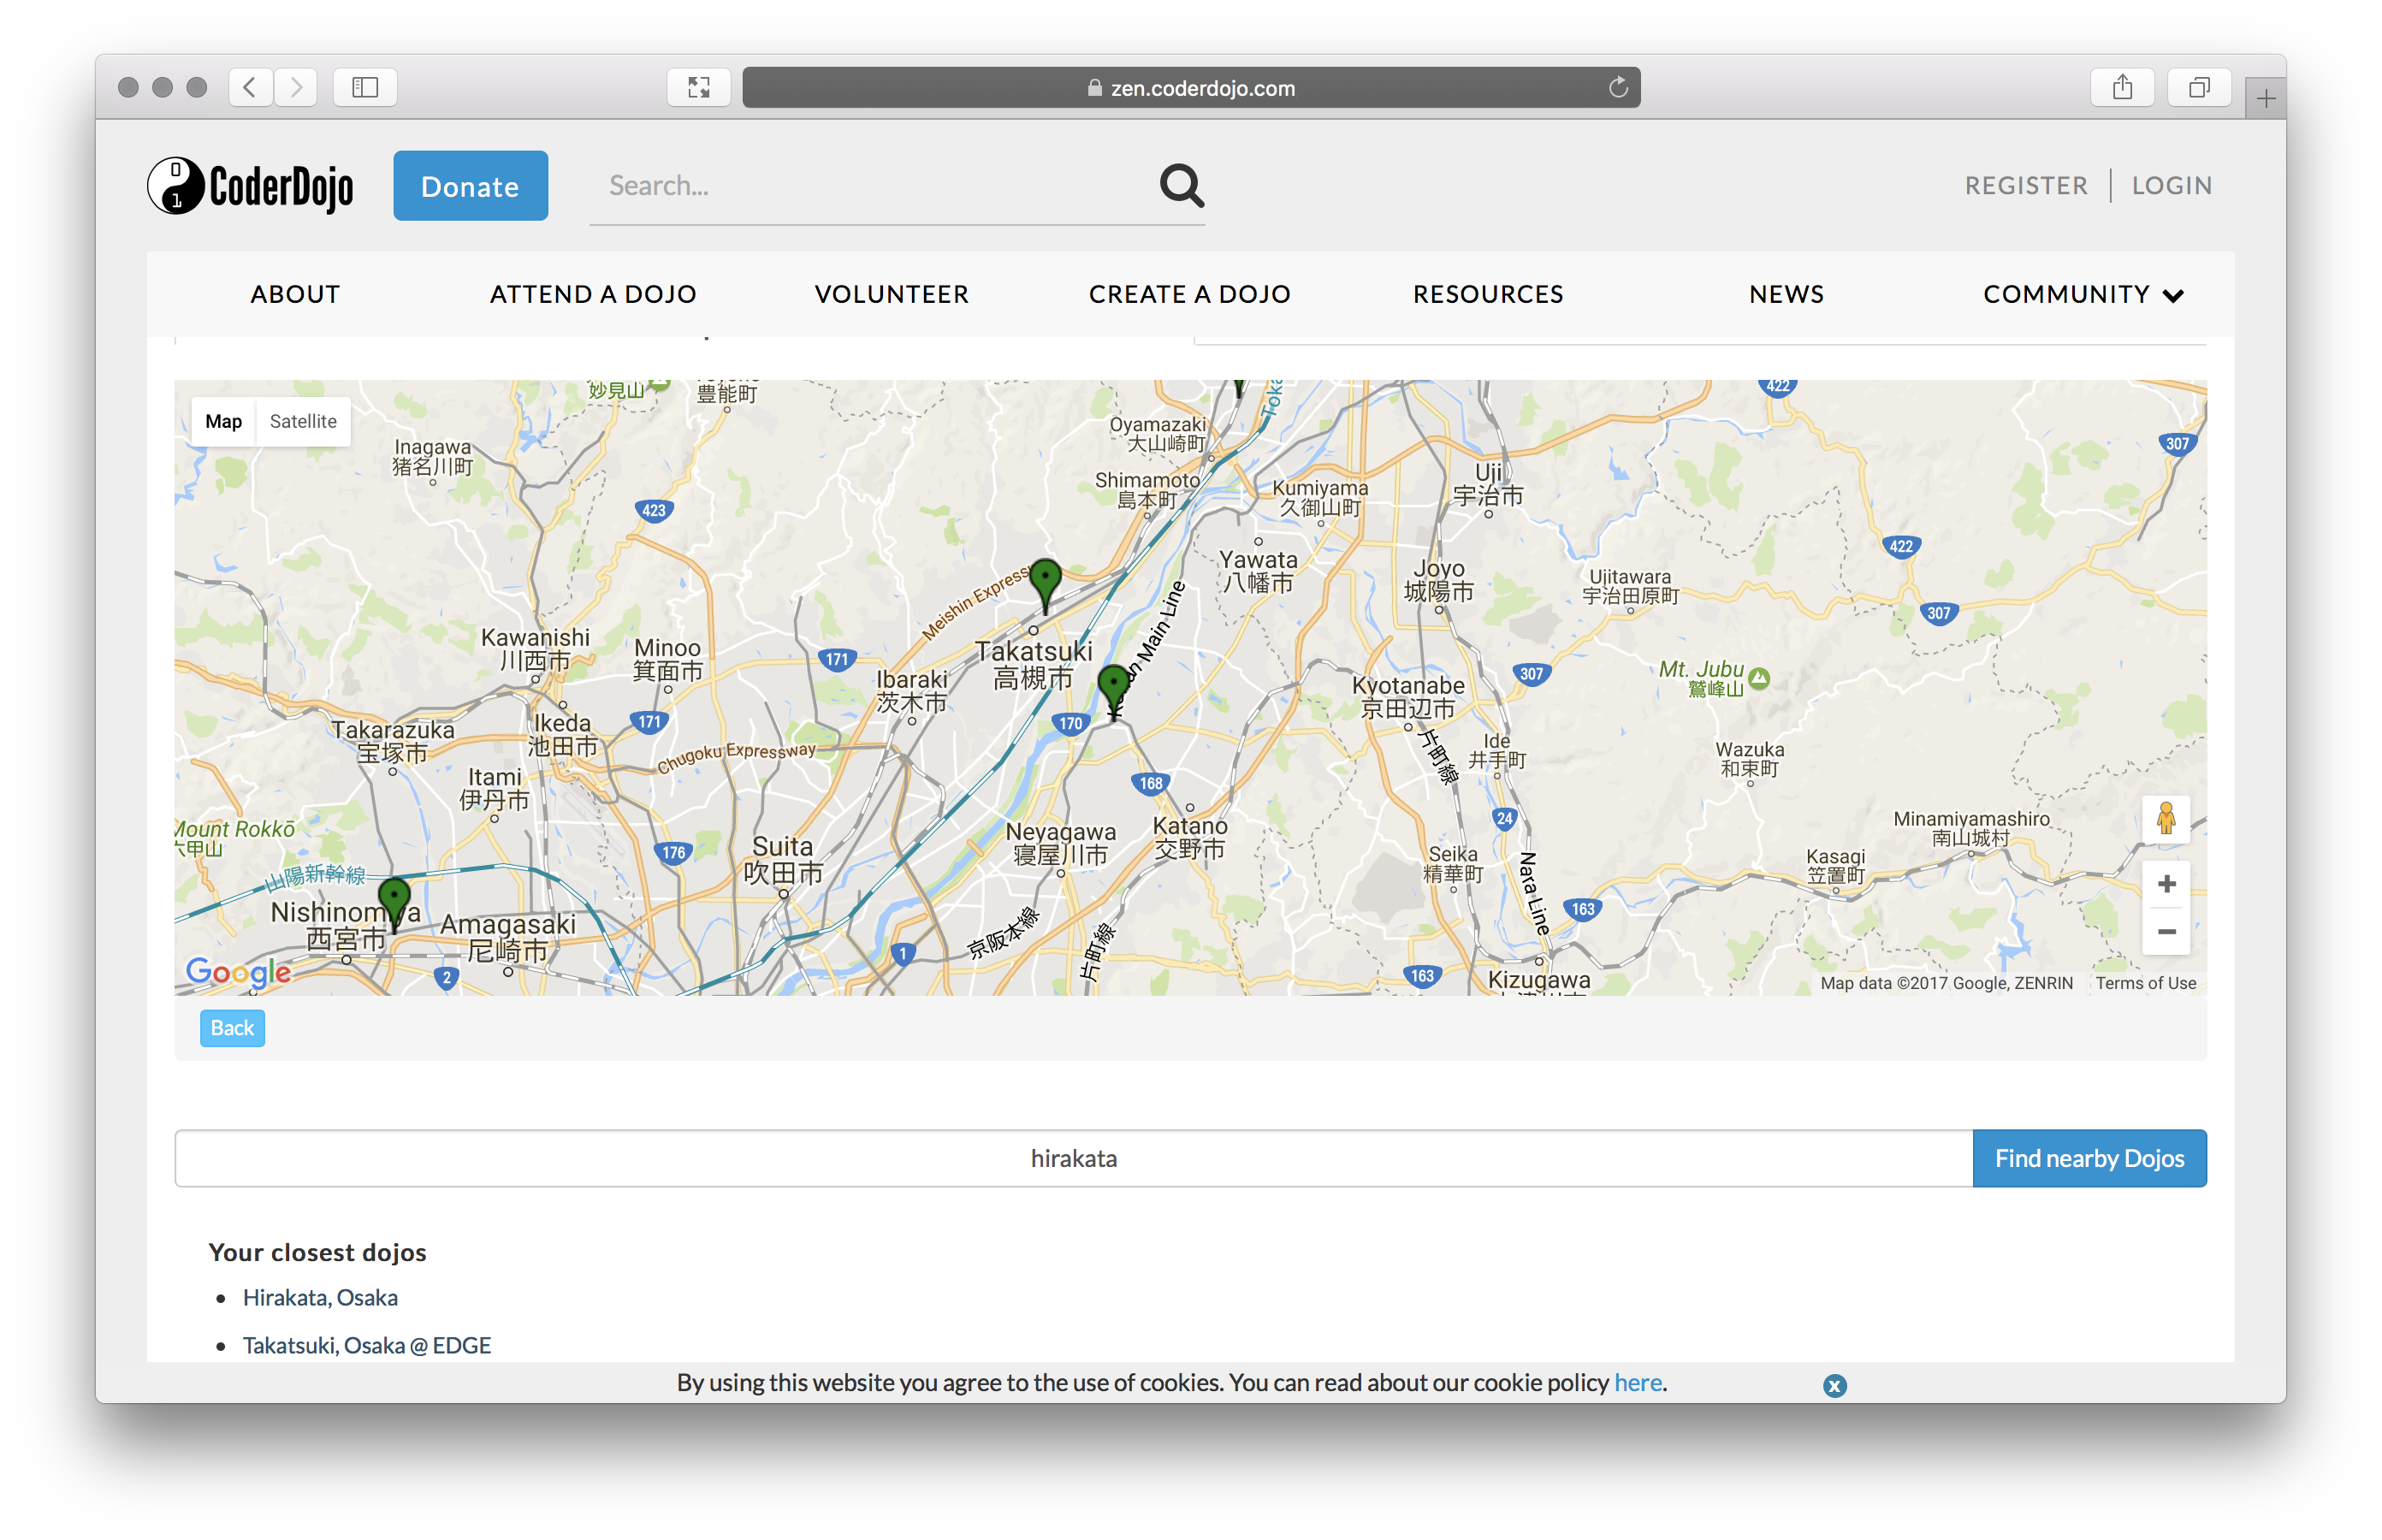 zen.coderdojo.com
CoderDojo
Donate
Search...
REGISTER
LOGIN
ABOUT
ATTEND A DOJO
VOLUNTEER
CREATE A DOJO
RESOURCES
NEWS
COMMUNITY
Map
Satellite
妙見山
豊能町
422
Inagawa
猪名川町
Oyamazaki
大山崎町
307
Shimamoto
島本町
Kumiyama
久御山町
Uji
宇治市
423
422
Yawata
八幡市
Joyo
城陽市
Ujitawara
宇治田原町
307
Meishin Express
Main Line
Kawanishi
川西市
Minoo
箕面市
171
Takatsuki
高槻市
Ibaraki
茨木市
307
Mt. Jubu
鷲峰山
Kyotanabe
京田辺市
171
170
Takarazuka
宝塚市
Ikeda
池田市
Chugoku Expressway
片町線
Ide
井手町
Wazuka
和束町
Itami
伊丹市
168
24
Mount Rokkō
六甲山
Neyagawa
寝屋川市
Katano
交野市
Minamiyamashiro
南山城村
176
Suita
吹田市
Seika
精華町
Nara Line
Kasagi
笠置町
山陽新幹線
Nishinomiya
西宮市
Amagasaki
尼崎市
163
京阪本線
片町線
1
2
163
Kizugawa
Google
Map data ©2017 Google, ZENRIN
Terms of Use
Back
hirakata
Find nearby Dojos
Your closest dojos
Hirakata, Osaka
Takatsuki, Osaka @ EDGE
By using this website you agree to the use of cookies. You can read about our cookie policy here.
x